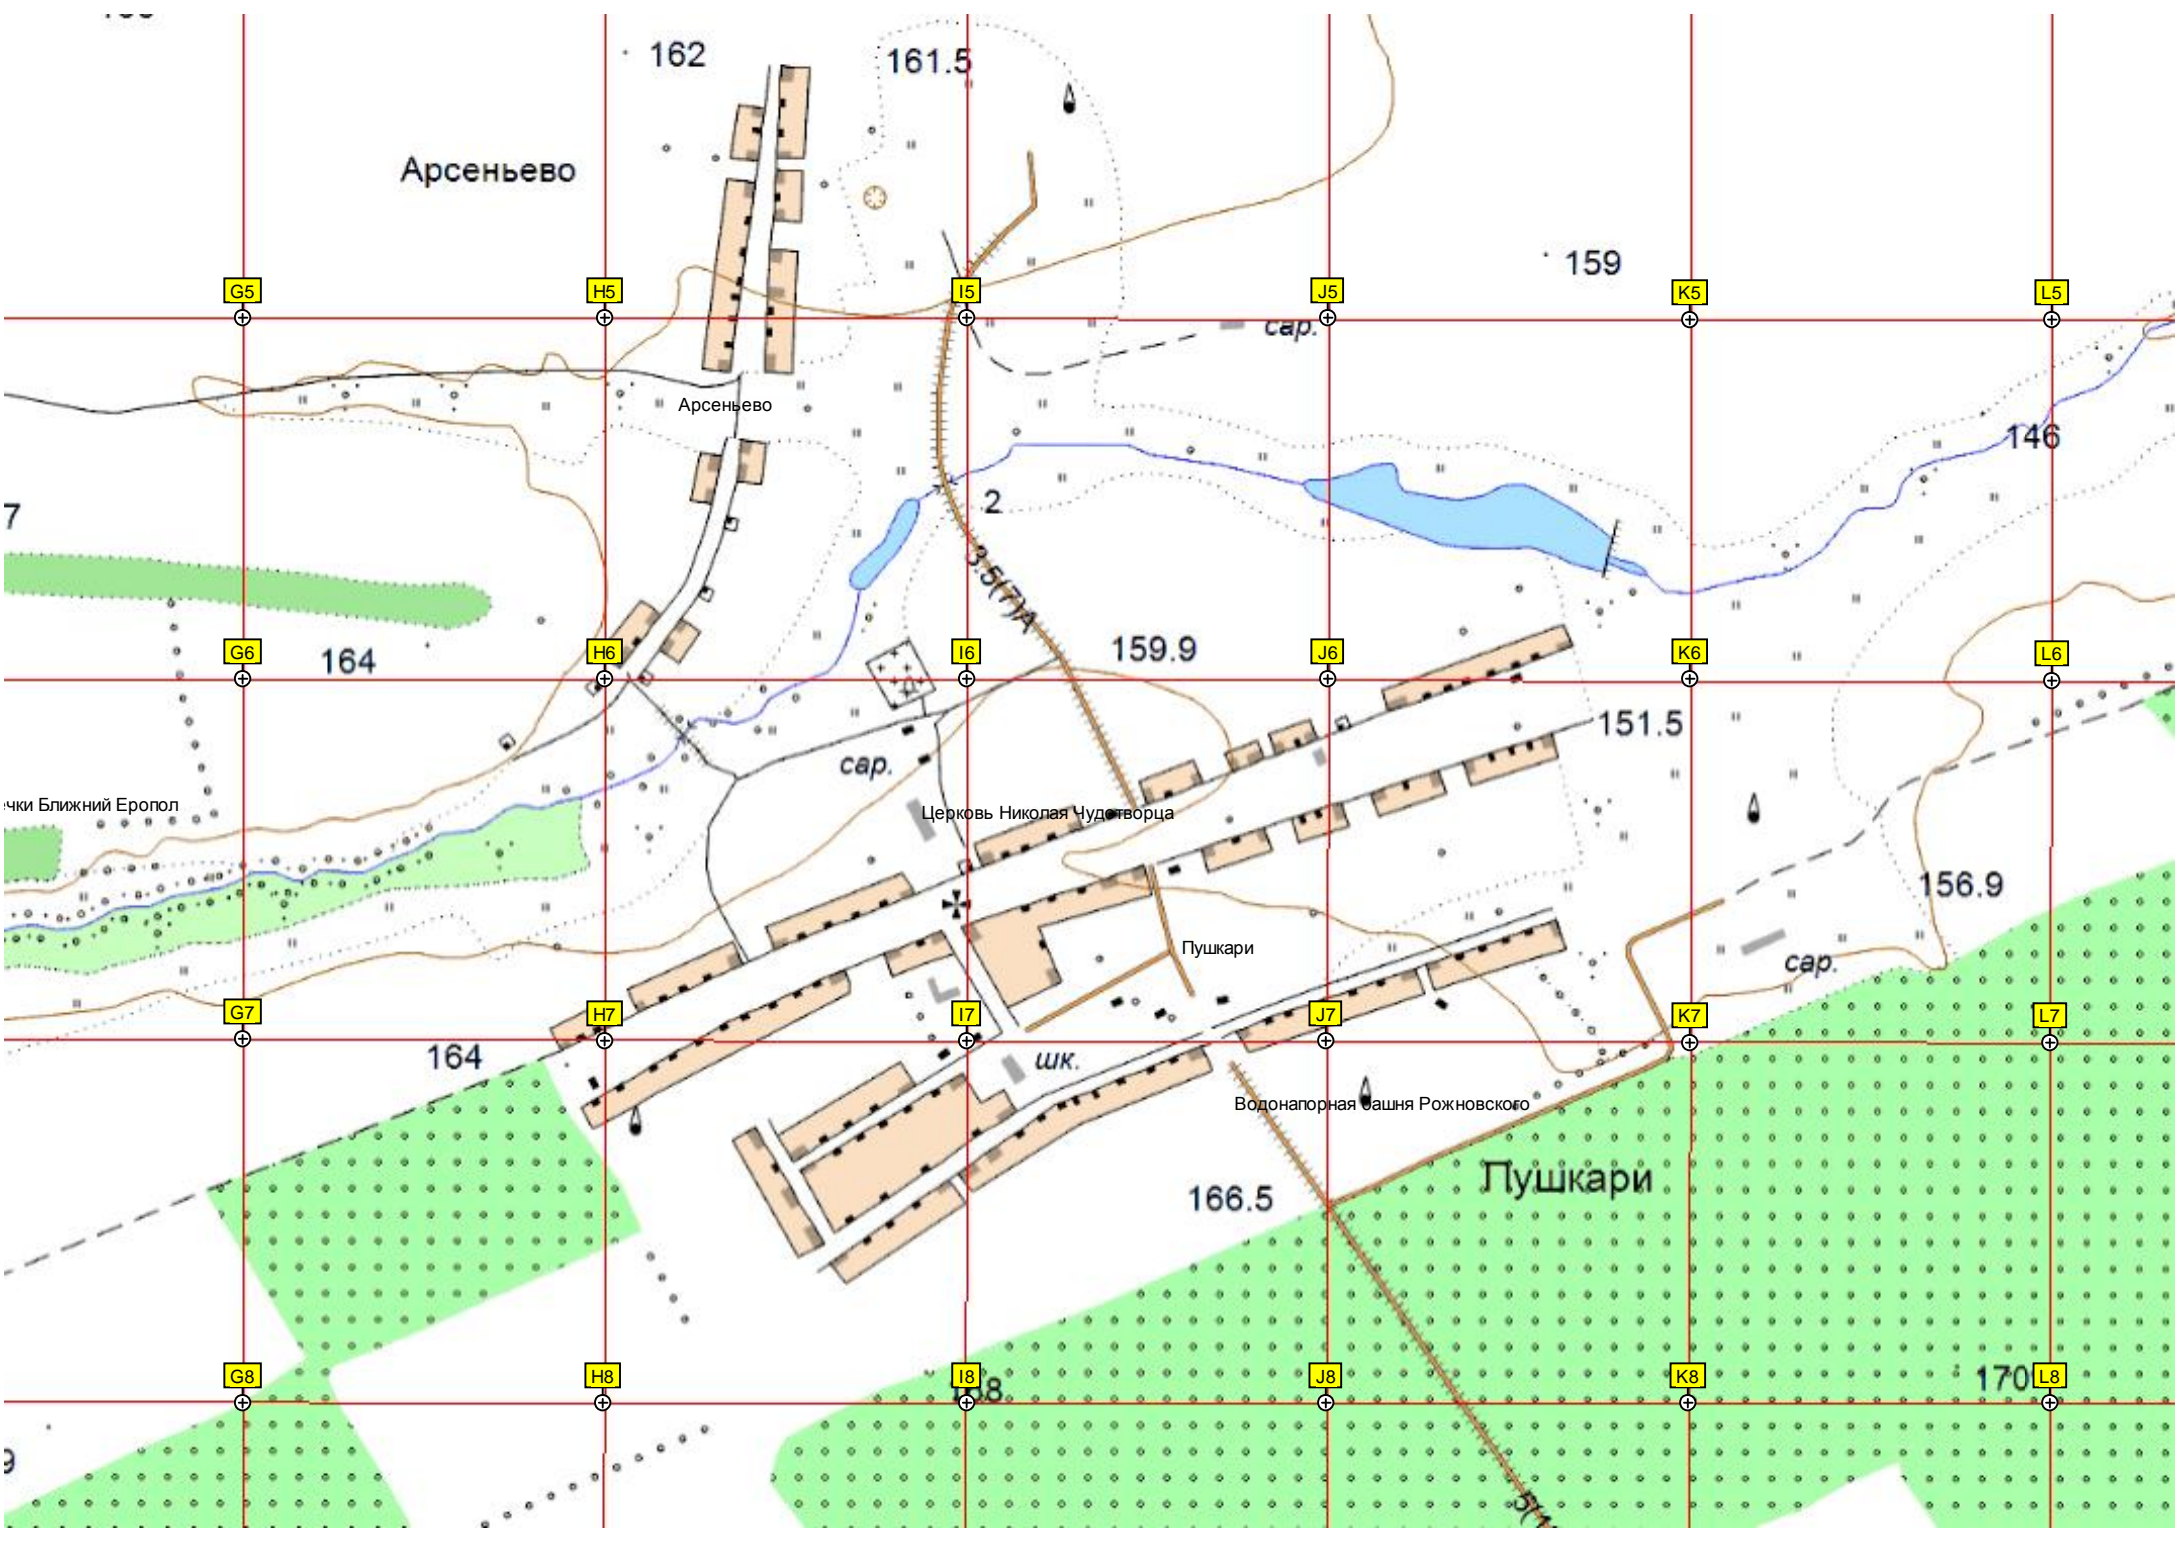 162
161.5
Арсеньево
159
G5
H5
I5
J5
K5
L5
сар.
Арсеньево
146
2
7
3.5(7)А
G6
164
H6
I6
159.9
J6
K6
L6
151.5
сар.
чки Ближний Еропол
Церковь Николая Чудотворца
156.9
Пушкари
сар.
G7
H7
I7
J7
K7
L7
164
шк.
Водонапорная башня Рожновского
Пушкари
166.5
G8
H8
I8
J8
K8
170
L8
9